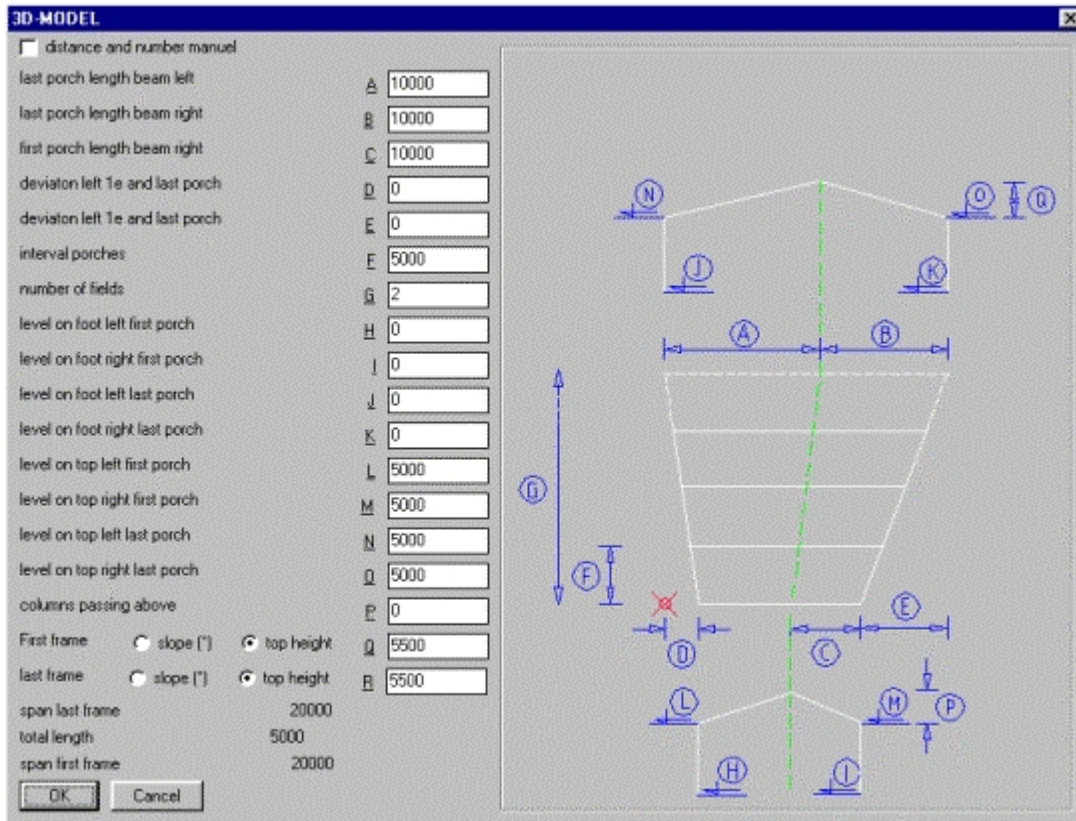 3D-MODEL
distance and number manuel
last porch length beam left A 10000
last porch length beam right B 10000
first porch length beam right C 10000
deviaton left 1e and last porch D 0
deviaton left 1e and last porch E 0
interval porches F 5000
number of fields G 2
level on foot left first porch H 0
level on foot right first porch I 0
level on foot left last porch J 0
level on foot right last porch K 0
level on top left first porch L 5000
level on top right first porch M 5000
level on top left last porch N 5000
level on top right last porch O 5000
columns passing above P 0
First frame slope (°) top height Q 5500
last frame slope (°) top height R 5500
span last frame 20000
total length 5000
span first frame 20000
OK Cancel
N O Q
J K
A B
G
F
E
D C
L M P
H I